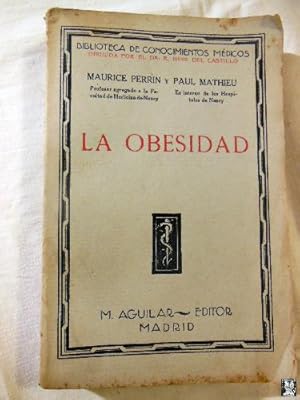 BIBLIOTECA DE CONOCIMIENTOS MÉDICOS
DIRIGIDA POR EL DR. E. DEL CASTILLO
MAURICE PERRIN Y PAUL MATHIEU
Profesor agregado a la Fa-
cultad de Medicina de Nancy
Ex interno de los Hospi-
tales de Nancy
LA OBESIDAD
M. AGUILAR - EDITOR
MADRID